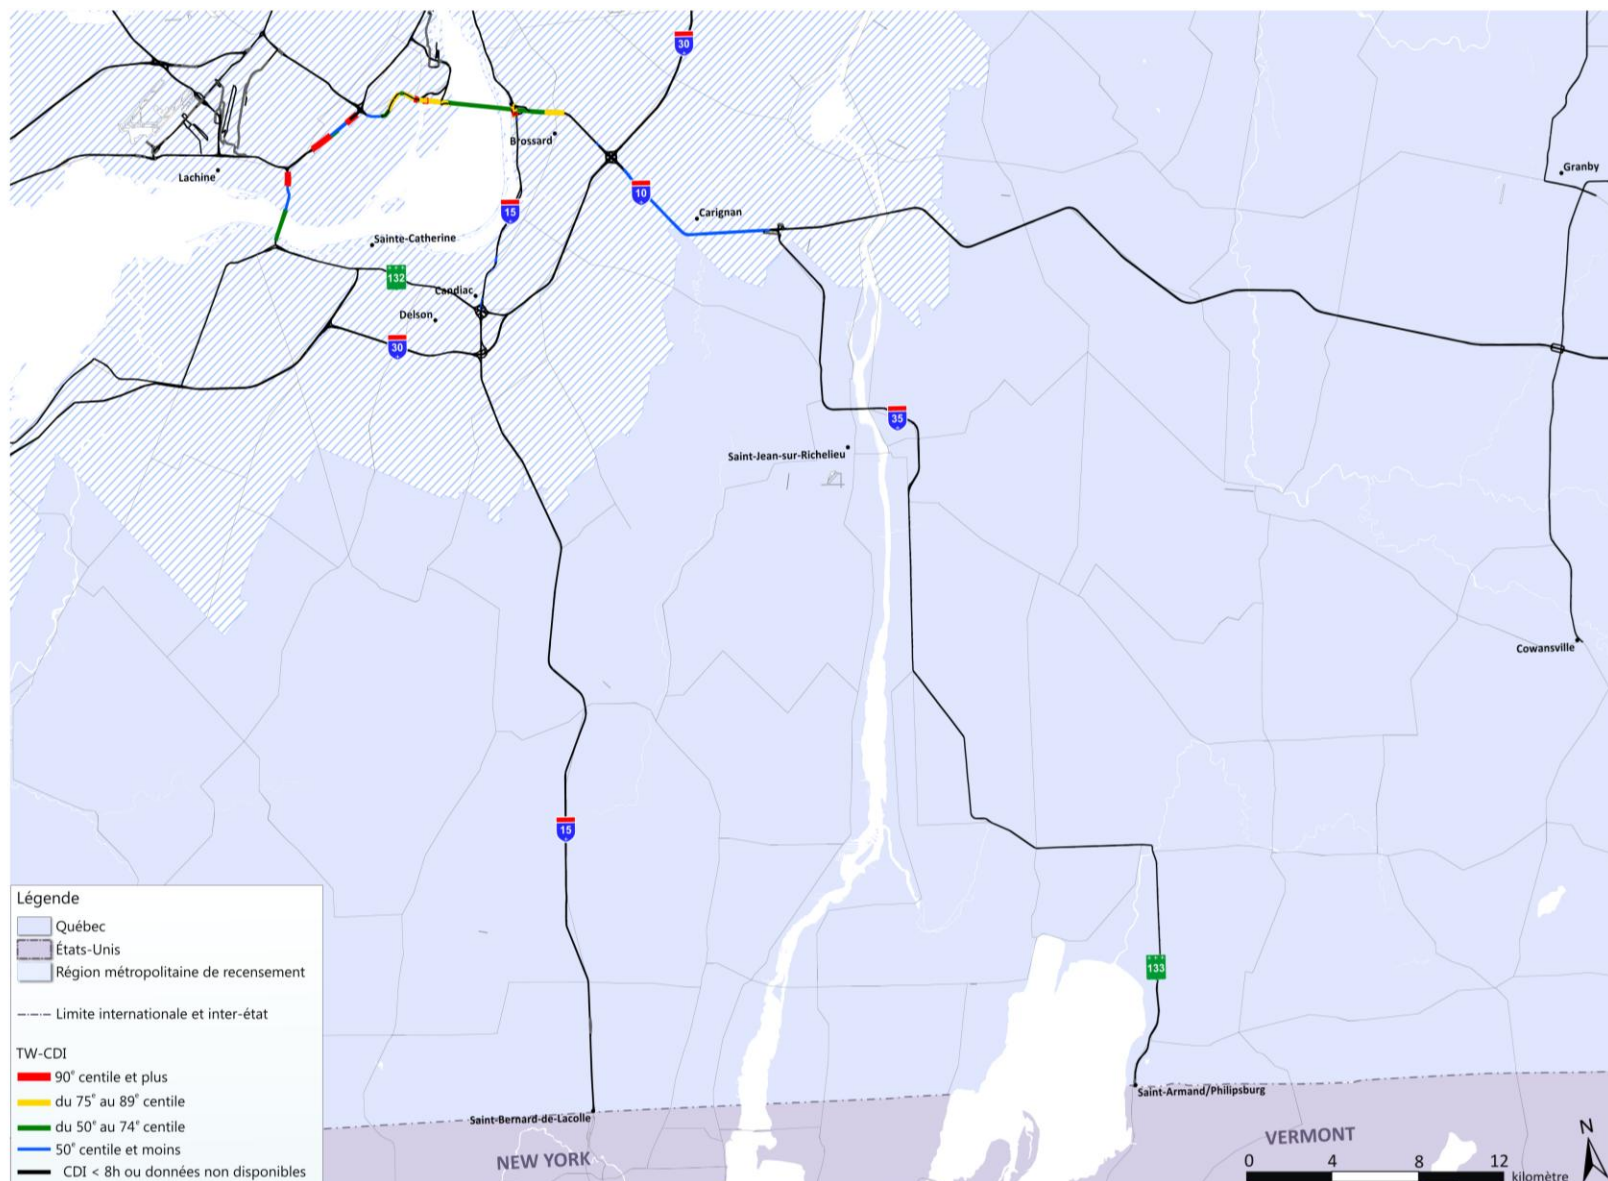 30
Brossard
Lachine
Granby
10
15
Carignan
Sainte-Catherine
132
Candiac
Delson
30
35
Saint-Jean-sur-Richelieu
Cowansville
15
Légende
Québec
États-Unis
Région métropolitaine de recensement
Limite internationale et inter-état
TW-CDI
90e centile et plus
du 75e au 89e centile
du 50e au 74e centile
50e centile et moins
CDI < 8h ou données non disponibles
133
Saint-Armand/Philipsburg
Saint-Bernard-de-Lacolle
NEW YORK
VERMONT
N
0 4 8 12
kilomètre